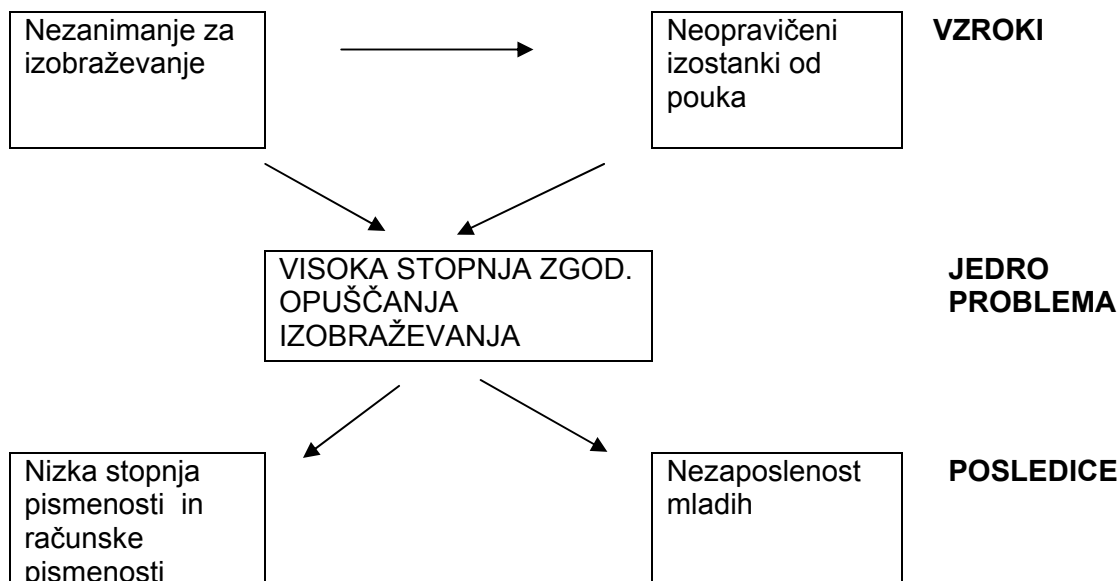 Nezanimanje za
izobraževanje
Neopravičeni
izostanki od
pouka
VZROKI
VISOKA STOPNJA ZGOD.
OPUŠČANJA
IZOBRAŽEVANJA
JEDRO
PROBLEMA
Nizka stopnja
pismenosti in
računske
pismenosti
Nezaposlenost
mladih
POSLEDICE